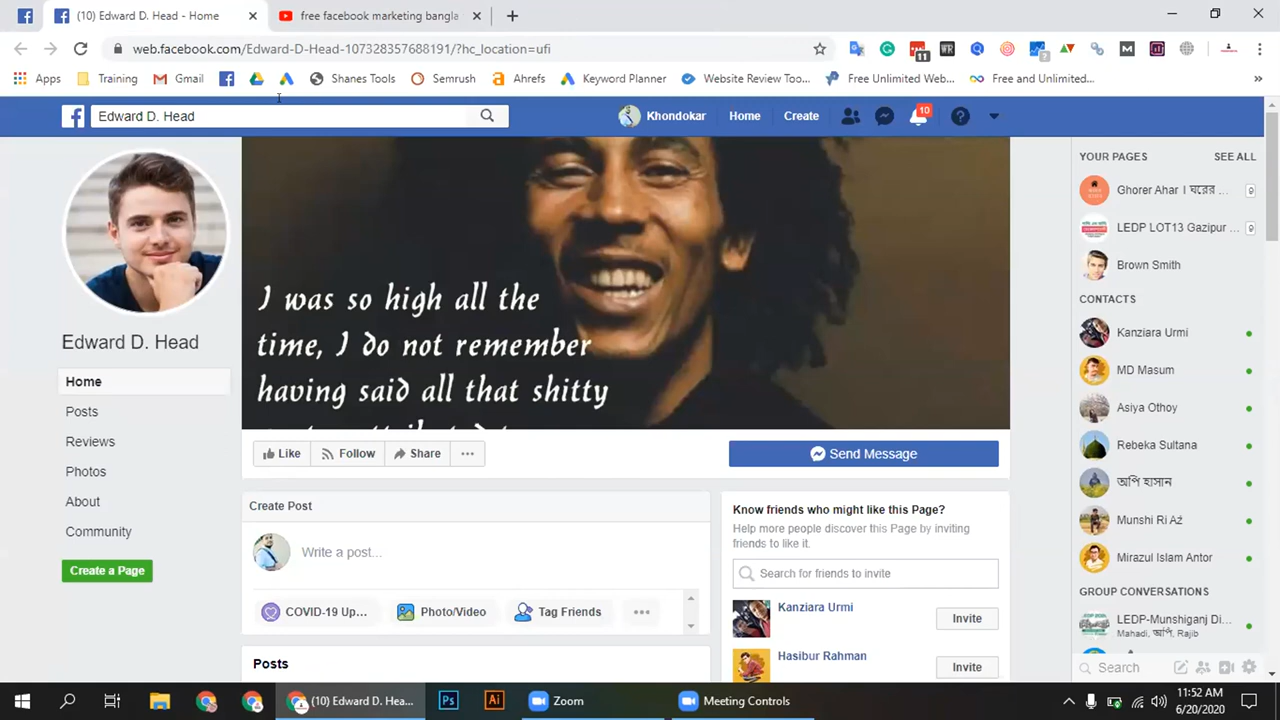 (10) Edward D. Head - Home
free facebook marketing bangla
web.facebook.com/Edward-D-Head-107328357688191/?hc_location=ufi
11
?
Apps
Training
Gmail
Shanes Tools
Semrush
Ahrefs
Keyword Planner
Website Review Too...
Free Unlimited Web...
Free and Unlimited...
Edward D. Head
Khondokar
Home
Create
10
I was so high all the
time, I do not remember
having said all that shitty
Edward D. Head
Home
Posts
Reviews
Photos
About
Community
Create a Page
Like
Follow
Share
Send Message
Create Post
Write a post...
COVID-19 Up...
Photo/Video
Tag Friends
Posts
Know friends who might like this Page?
Help more people discover this Page by inviting
friends to like it.
Search for friends to invite
Kanziara Urmi
Invite
Hasibur Rahman
Invite
YOUR PAGES
SEE ALL
Ghorer Ahar । ঘরের ...
9
LEDP LOT13 Gazipur ...
9
Brown Smith
CONTACTS
Kanziara Urmi
MD Masum
Asiya Othoy
Rebeka Sultana
অপি হাসান
Munshi Ri Aż
Mirazul Islam Antor
GROUP CONVERSATIONS
LEDP-Munshiganj Di...
Mahadi, অপি, Rajib
Search
(10) Edward D. Hea...
Ps
Ai
Zoom
Meeting Controls
11:52 AM
6/20/2020